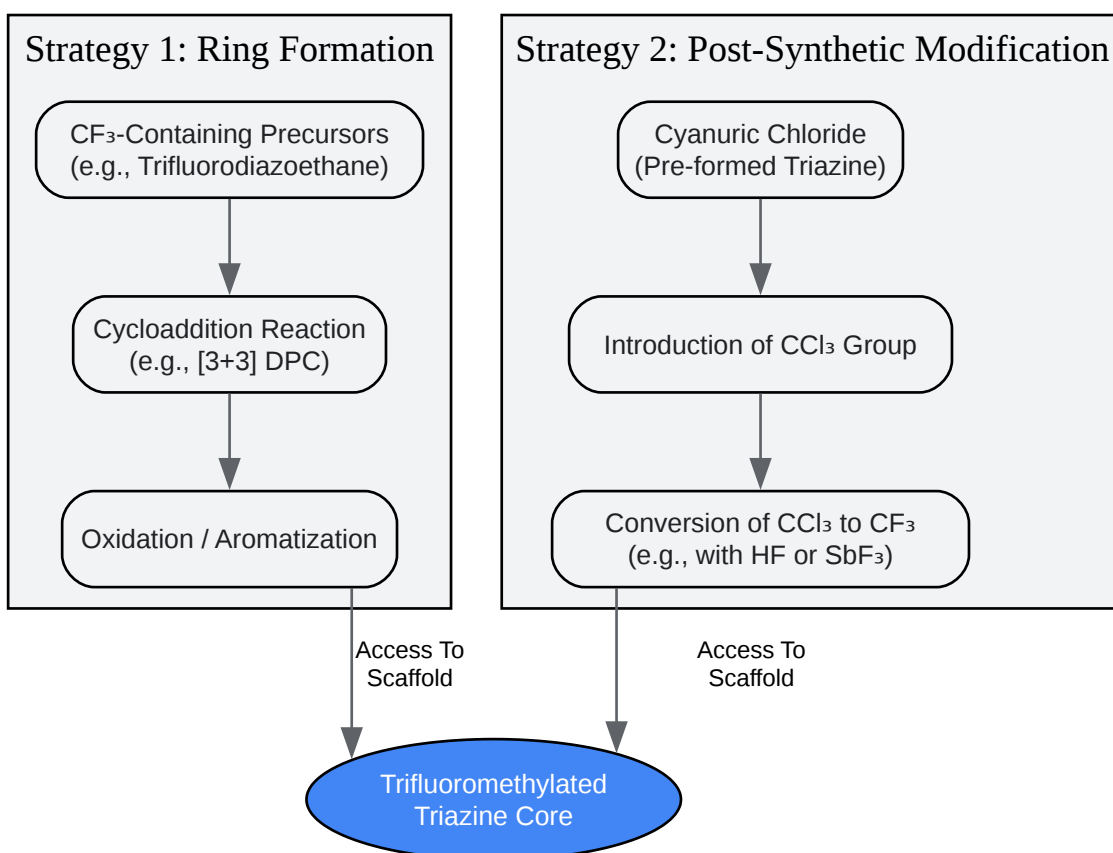 Strategy 1: Ring Formation
CF₃-Containing Precursors
(e.g., Trifluorodiazoethane)
Cycloaddition Reaction
(e.g., [3+3] DPC)
Oxidation / Aromatization
Access To
Scaffold
Strategy 2: Post-Synthetic Modification
Cyanuric Chloride
(Pre-formed Triazine)
Introduction of CCl₃ Group
Conversion of CCl₃ to CF₃
(e.g., with HF or SbF₃)
Access To
Scaffold
Trifluoromethylated
Triazine Core